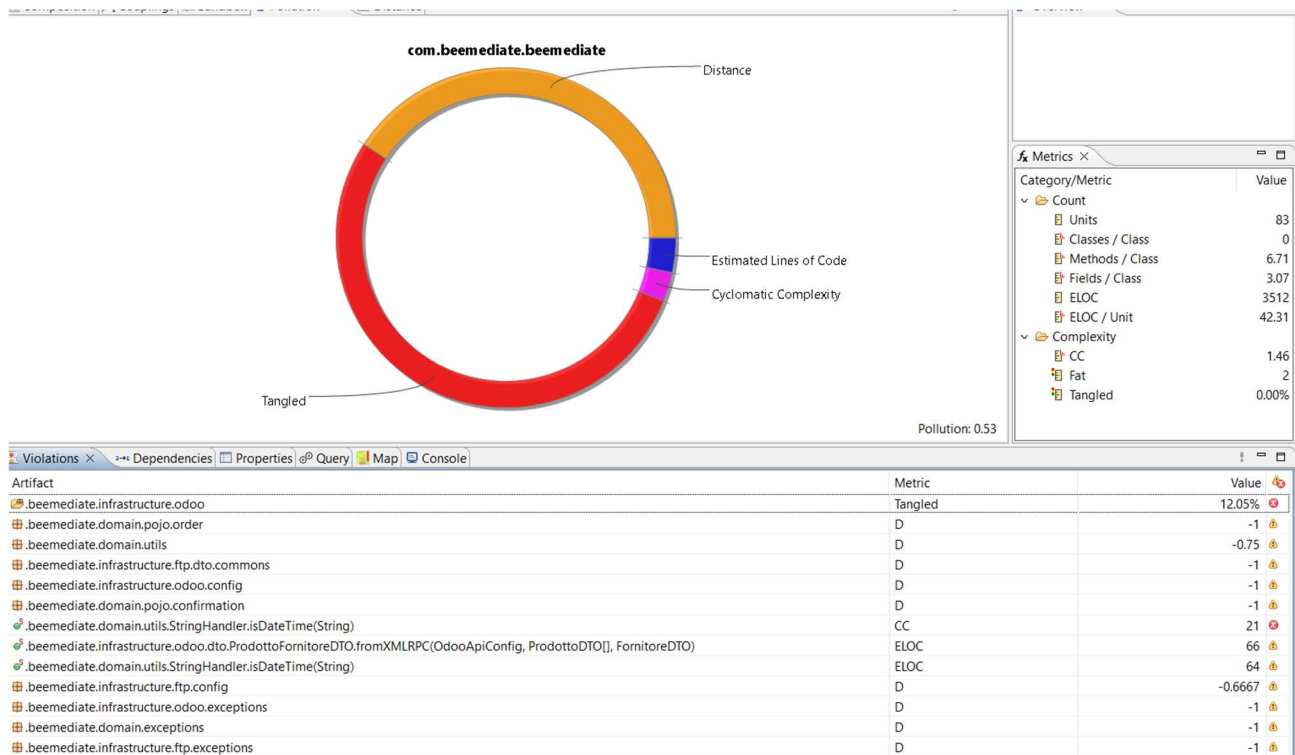 com.beemediate.beemediate
Distance
Estimated Lines of Code
Cyclomatic Complexity
Tangled
Pollution: 0.53
Metrics
Category/Metric Value
Count
Units 83
Classes / Class 0
Methods / Class 6.71
Fields / Class 3.07
ELOC 3512
ELOC / Unit 42.31
Complexity
CC 1.46
Fat 2
Tangled 0.00%
Violations Dependencies Properties Query Map Console
Artifact Metric Value
.beemediate.infrastructure.odoo Tangled 12.05%
.beemediate.domain.pojo.order D -1
.beemediate.domain.utils D -0.75
.beemediate.infrastructure.ftp.dto.commons D -1
.beemediate.infrastructure.odoo.config D -1
.beemediate.domain.pojo.confirmation D -1
.beemediate.domain.utils.StringHandler.isDateTime(String) CC 21
.beemediate.infrastructure.odoo.dto.ProdottoFornitoreDTO.fromXMLRPC(OdooApiConfig, ProdottoDTO[], FornitoreDTO) ELOC 66
.beemediate.domain.utils.StringHandler.isDateTime(String) ELOC 64
.beemediate.infrastructure.ftp.config D -0.6667
.beemediate.infrastructure.odoo.exceptions D -1
.beemediate.domain.exceptions D -1
.beemediate.infrastructure.ftp.exceptions D -1